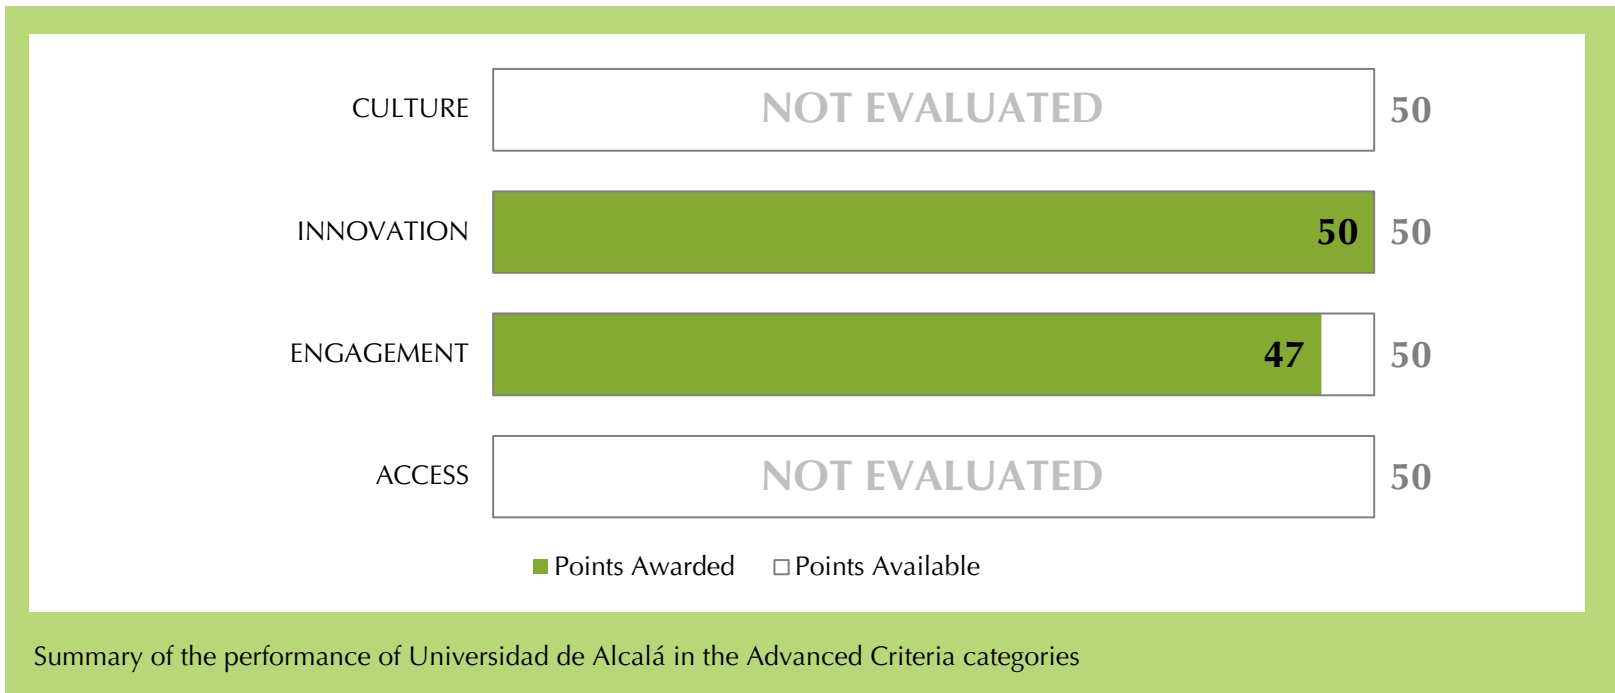 CULTURE NOT EVALUATED 50
INNOVATION 50 50
ENGAGEMENT 47 50
ACCESS NOT EVALUATED 50
Points Awarded Points Available
Summary of the performance of Universidad de Alcalá in the Advanced Criteria categories